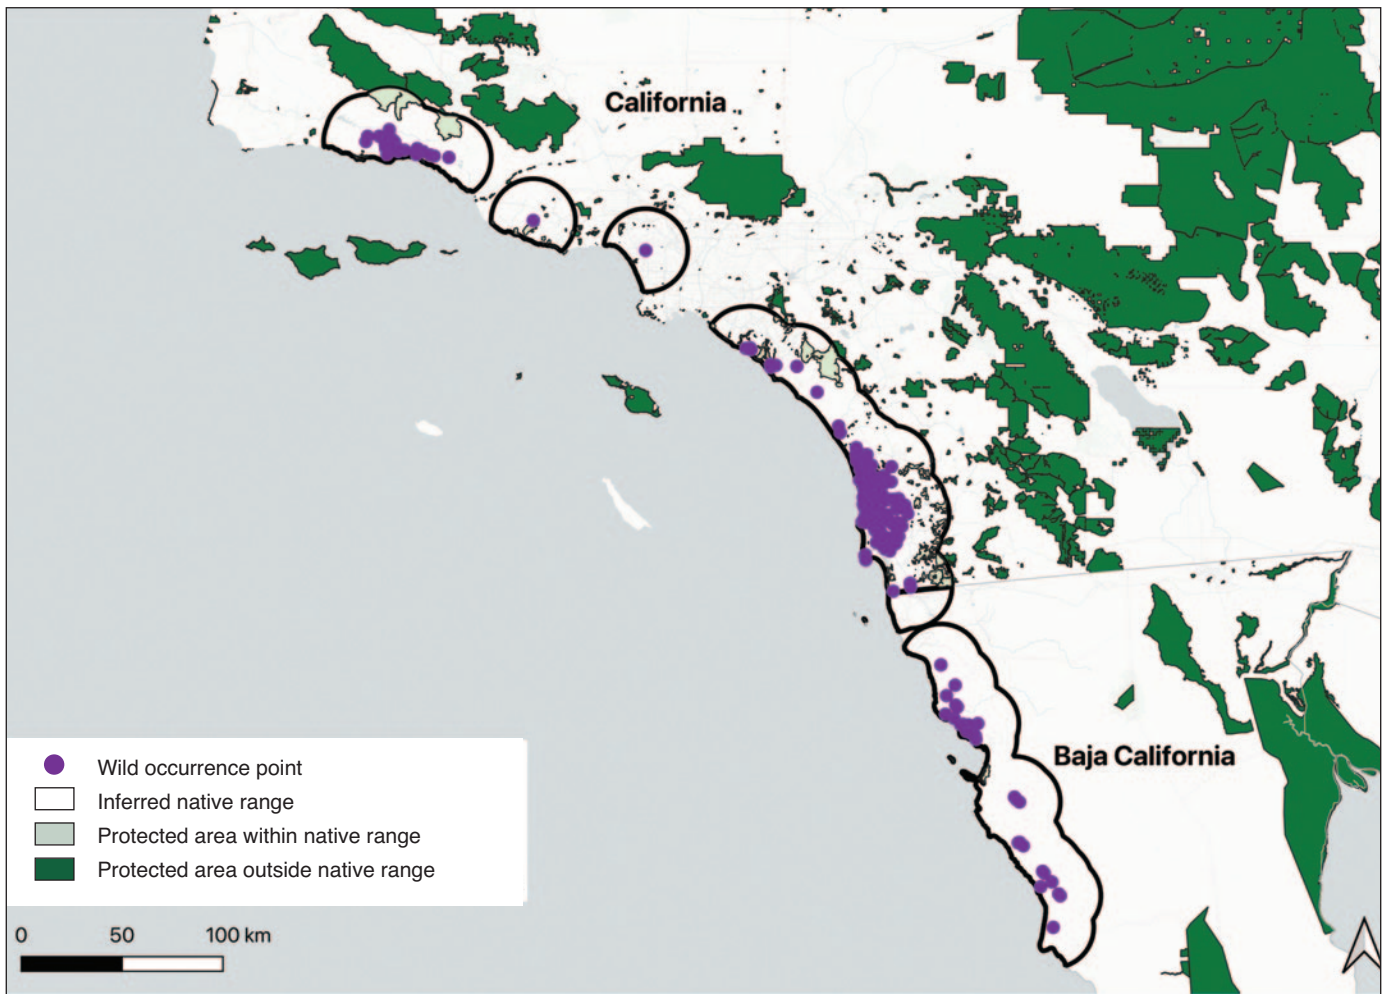 California
Baja California
Wild occurrence point
Inferred native range
Protected area within native range
Protected area outside native range
0 50 100 km